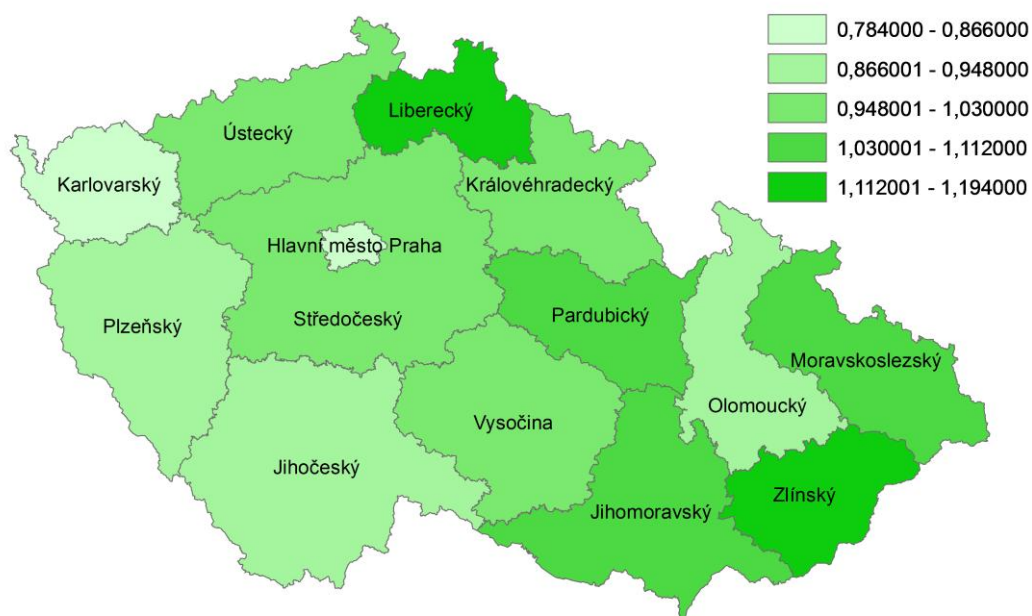 0,784000 - 0,866000
0,866001 - 0,948000
0,948001 - 1,030000
1,030001 - 1,112000
1,112001 - 1,194000
Liberecký
Ústecký
Karlovarský
Královéhradecký
Hlavní město Praha
Plzeňský
Středočeský
Pardubický
Moravskoslezský
Olomoucký
Vysočina
Jihočeský
Zlínský
Jihomoravský